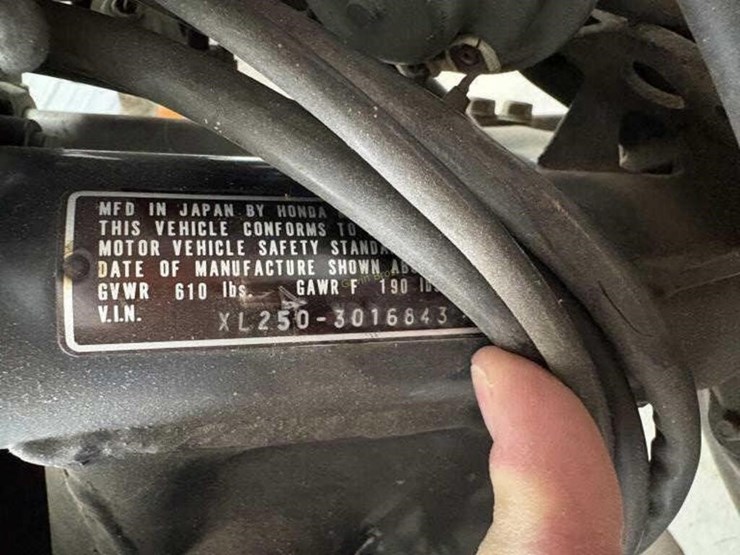 MFD IN JAPAN BY HONDA
THIS VEHICLE CONFORMS TO
MOTOR VEHICLE SAFETY
DATE OF MANUFACTURE SHOWN
GVWR 610 lbs. GAWR F 190
V.I.N. XL250-3016843